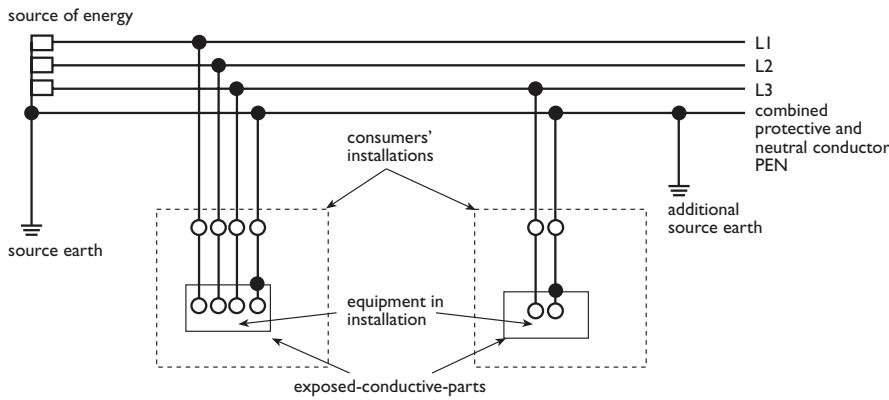 source of energy
L1
L2
L3
combined
protective and
neutral conductor
PEN
consumers’
installations
source earth
additional
source earth
equipment in
installation
exposed-conductive-parts